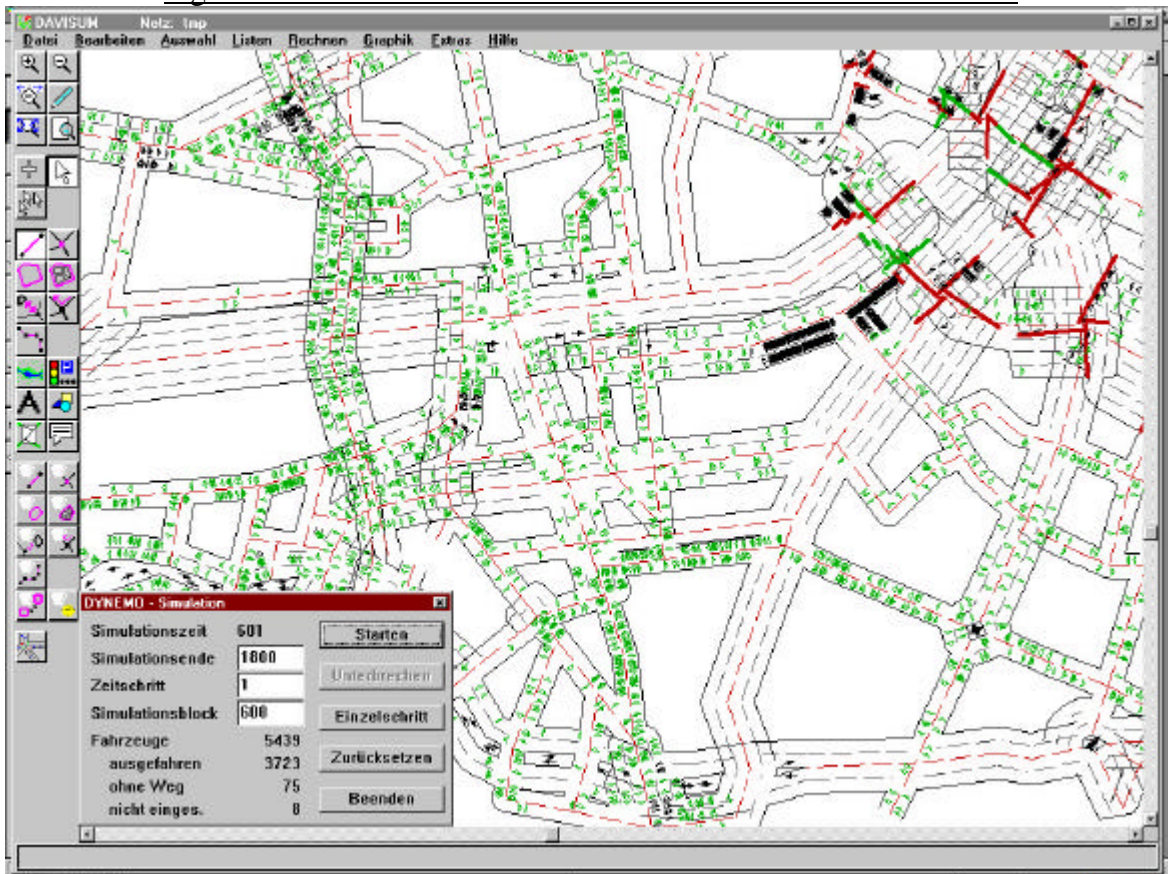 DAVISUM Netz: tmp
Datei Bearbeiten Auswahl Listen Rechnen Graphik Extras Hilfe
DYNEMO - Simulation
Simulationszeit 601
Starten
Simulationsende 1800
Unterbrechen
Zeitschritt 1
Simulationsblock 600
Einzelschritt
Fahrzeuge 5439
ausgefahren 3723
Zurücksetzen
ohne Weg 75
nicht einges. 8
Beenden